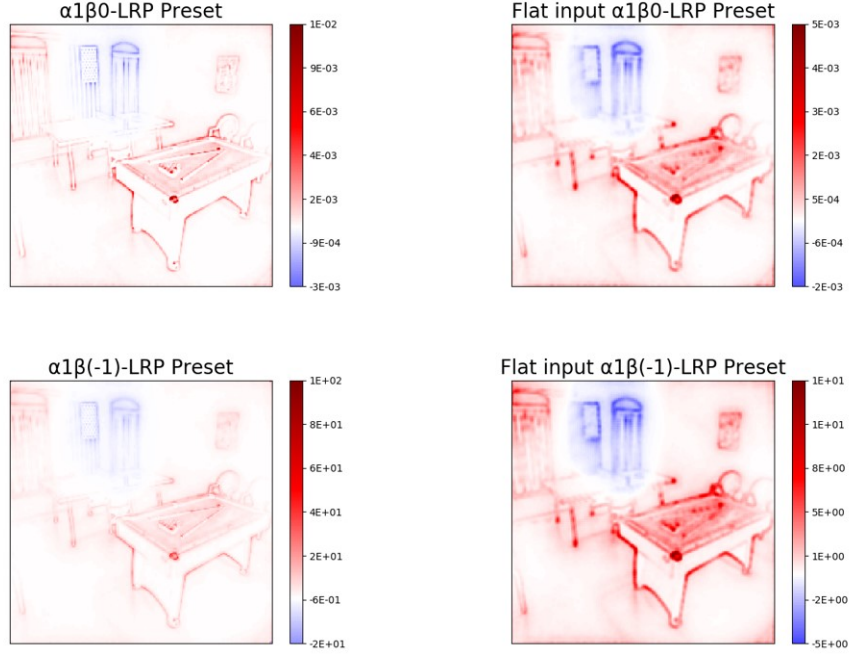 α1β0-LRP Preset
1E-02
9E-03
6E-03
4E-03
2E-03
-9E-04
-3E-03
Flat input α1β0-LRP Preset
5E-03
4E-03
3E-03
2E-03
5E-04
-6E-04
-2E-03
α1β(-1)-LRP Preset
1E+02
8E+01
6E+01
4E+01
2E+01
-6E-01
-2E+01
Flat input α1β(-1)-LRP Preset
1E+01
1E+01
8E+00
5E+00
1E+00
-2E+00
-5E+00